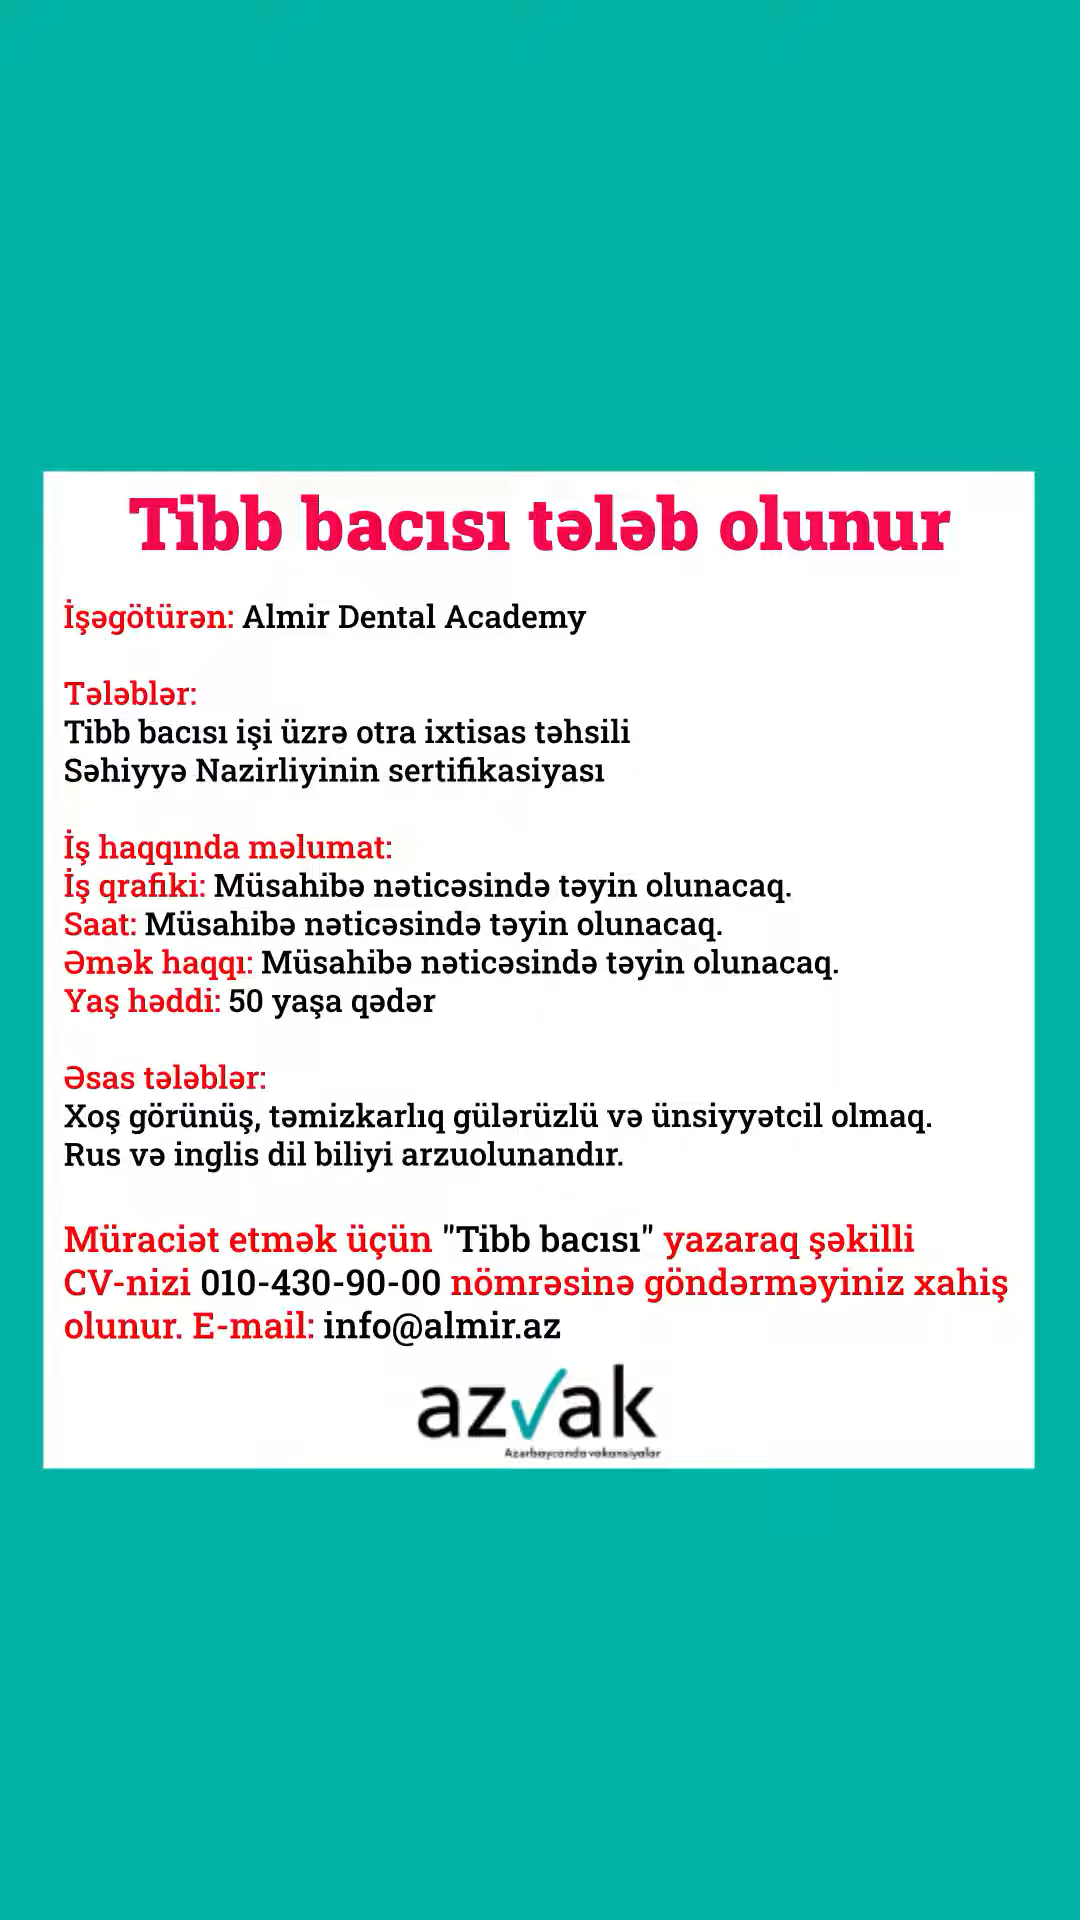 Tibb bacısı tələb olunur
İşəgötürən: Almir Dental Academy
Tələblər:
Tibb bacısı işi üzrə otra ixtisas təhsili
Səhiyyə Nazirliyinin sertifikasiyası
İş haqqında məlumat:
İş qrafiki: Müsahibə nəticəsində təyin olunacaq.
Saat: Müsahibə nəticəsində təyin olunacaq.
Əmək haqqı: Müsahibə nəticəsində təyin olunacaq.
Yaş həddi: 50 yaşa qədər
Əsas tələblər:
Xoş görünüş, təmizkarlıq gülərüzlü və ünsiyyətcil olmaq.
Rus və inglis dil biliyi arzuolunandır.
Müraciət etmək üçün "Tibb bacısı" yazaraq şəkilli
CV-nizi 010-430-90-00 nömrəsinə göndərməyiniz xahiş
olunur. E-mail: info@almir.az
azvak
Azərbaycanda vakansiyalar